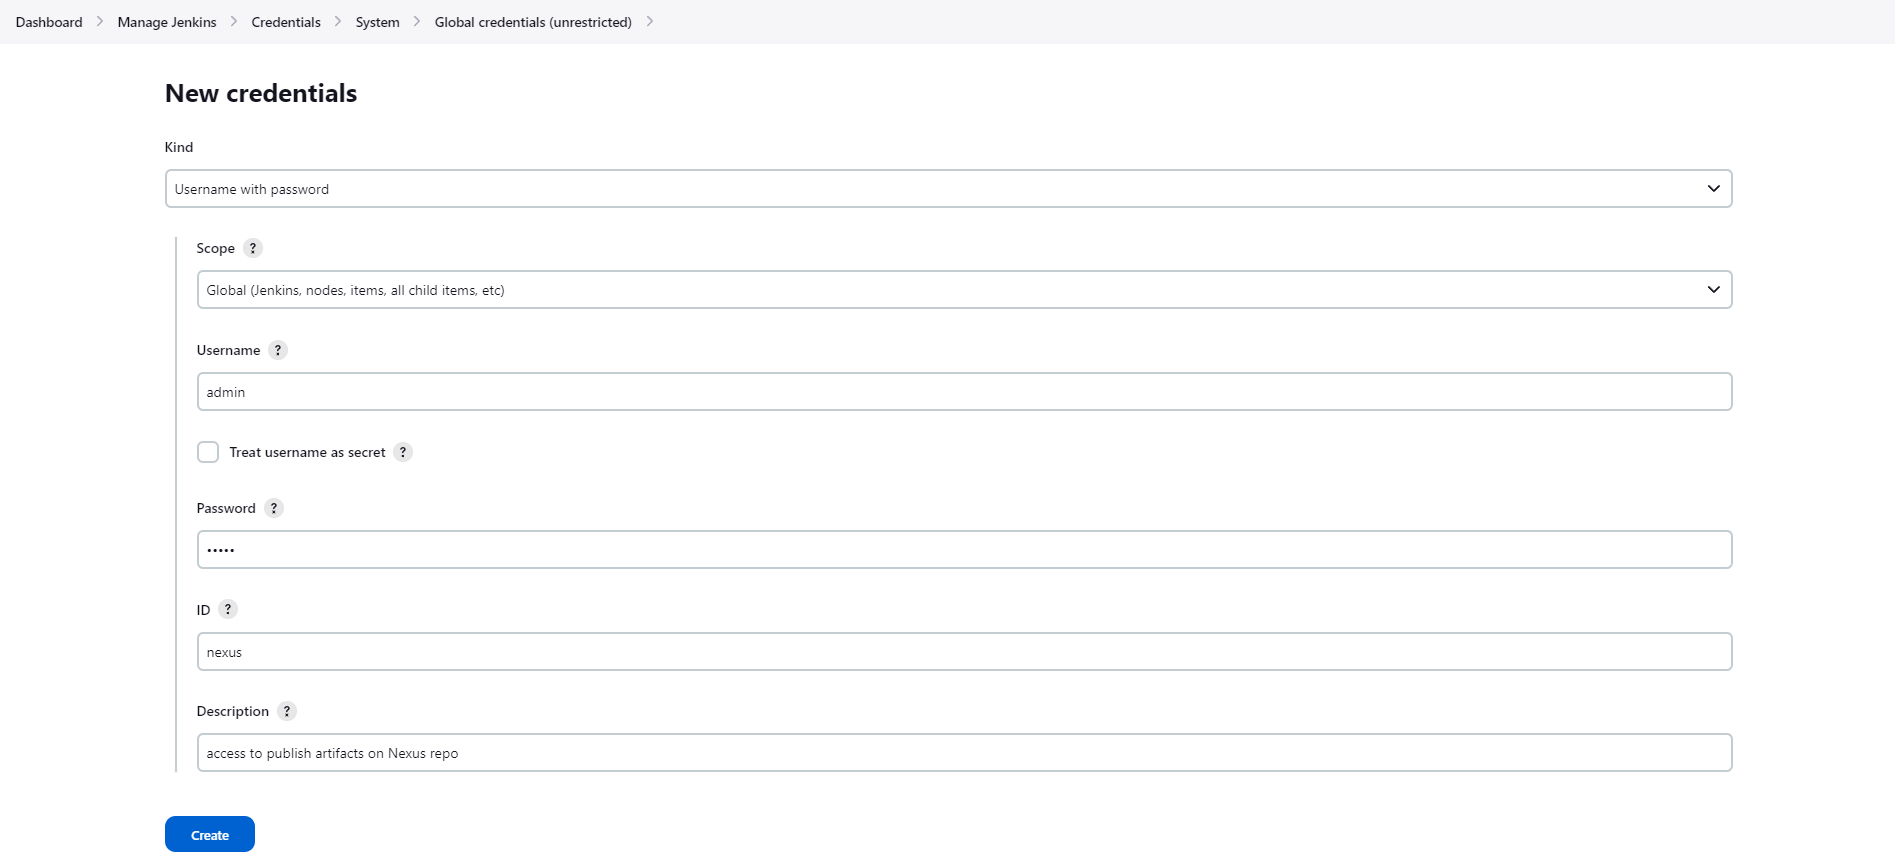 Dashboard > Manage Jenkins > Credentials > System > Global credentials (unrestricted) >
New credentials
Kind
Username with password
Scope ?
Global (Jenkins, nodes, items, all child items, etc)
Username ?
admin
Treat username as secret ?
Password ?
•••••
ID ?
nexus
Description ?
access to publish artifacts on Nexus repo
Create